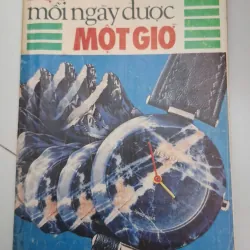 mỗi ngày được
MỘT GIỜ